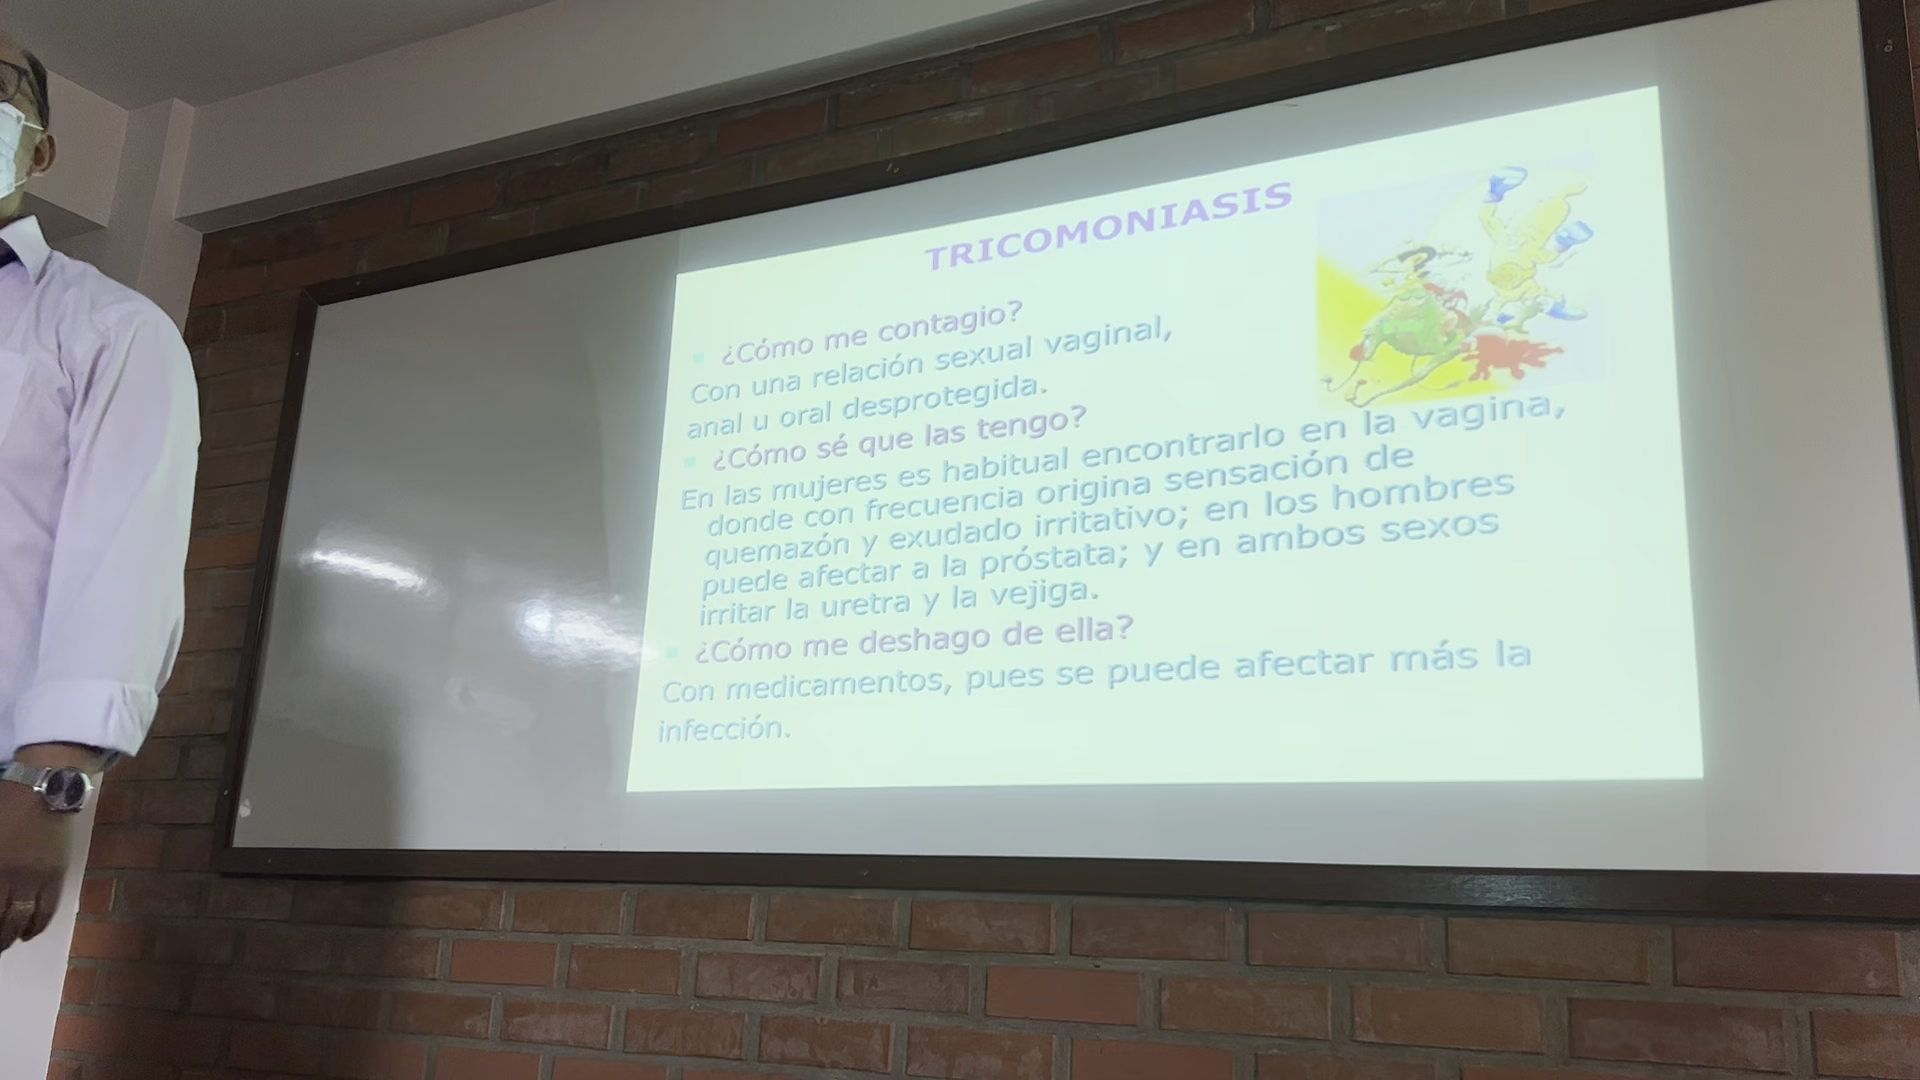 TRICOMONIASIS
¿Cómo me contagio?
Con una relación sexual vaginal,
anal u oral desprotegida.
¿Cómo sé que las tengo?
En las mujeres es habitual encontrarlo en la vagina,
donde con frecuencia origina sensación de
quemazón y exudado irritativo; en los hombres
puede afectar a la próstata; y en ambos sexos
irritar la uretra y la vejiga.
¿Cómo me deshago de ella?
Con medicamentos, pues se puede afectar más la
infección.